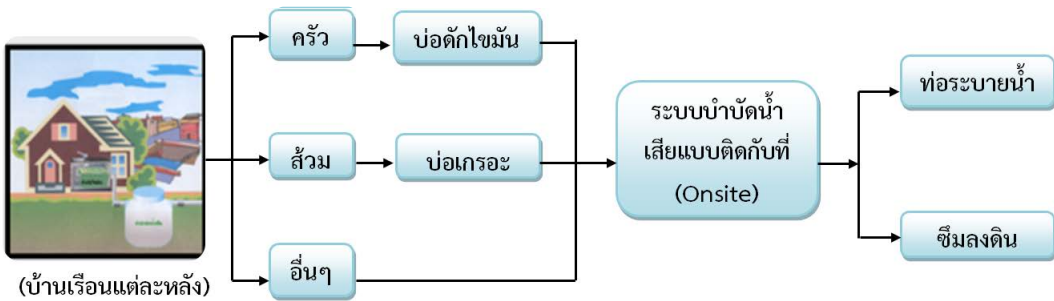 ครัว
บ่อดักไขมัน
ส้วม
บ่อเกรอะ
อื่นๆ
ระบบบำบัดน้ำ
เสียแบบติดกับที่
(Onsite)
ท่อระบายน้ำ
ซึมลงดิน
(บ้านเรือนแต่ละหลัง)